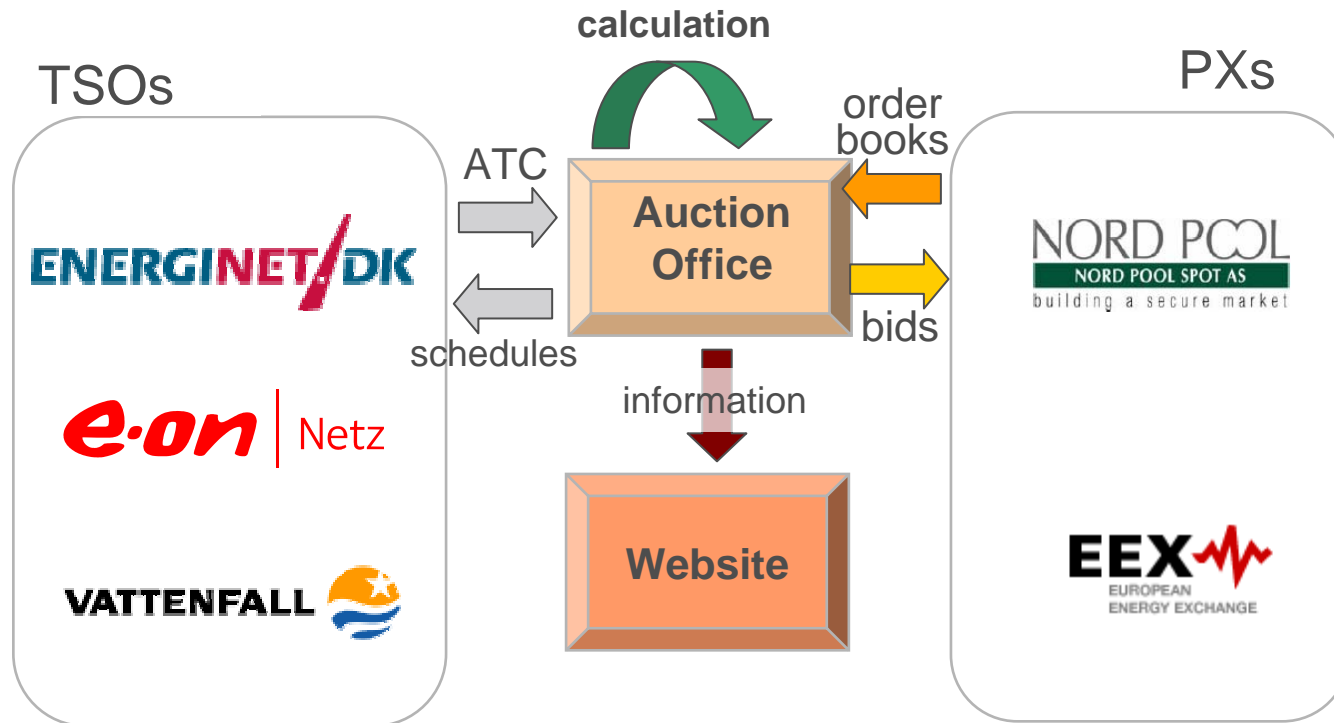 calculation
TSOs
PXs
order
books
ATC
Auction
Office
ENERGINET/DK
NORD POOL
NORD POOL SPOT AS
building a secure market
bids
schedules
information
e·on | Netz
Website
EEX
EUROPEAN
ENERGY EXCHANGE
VATTENFALL